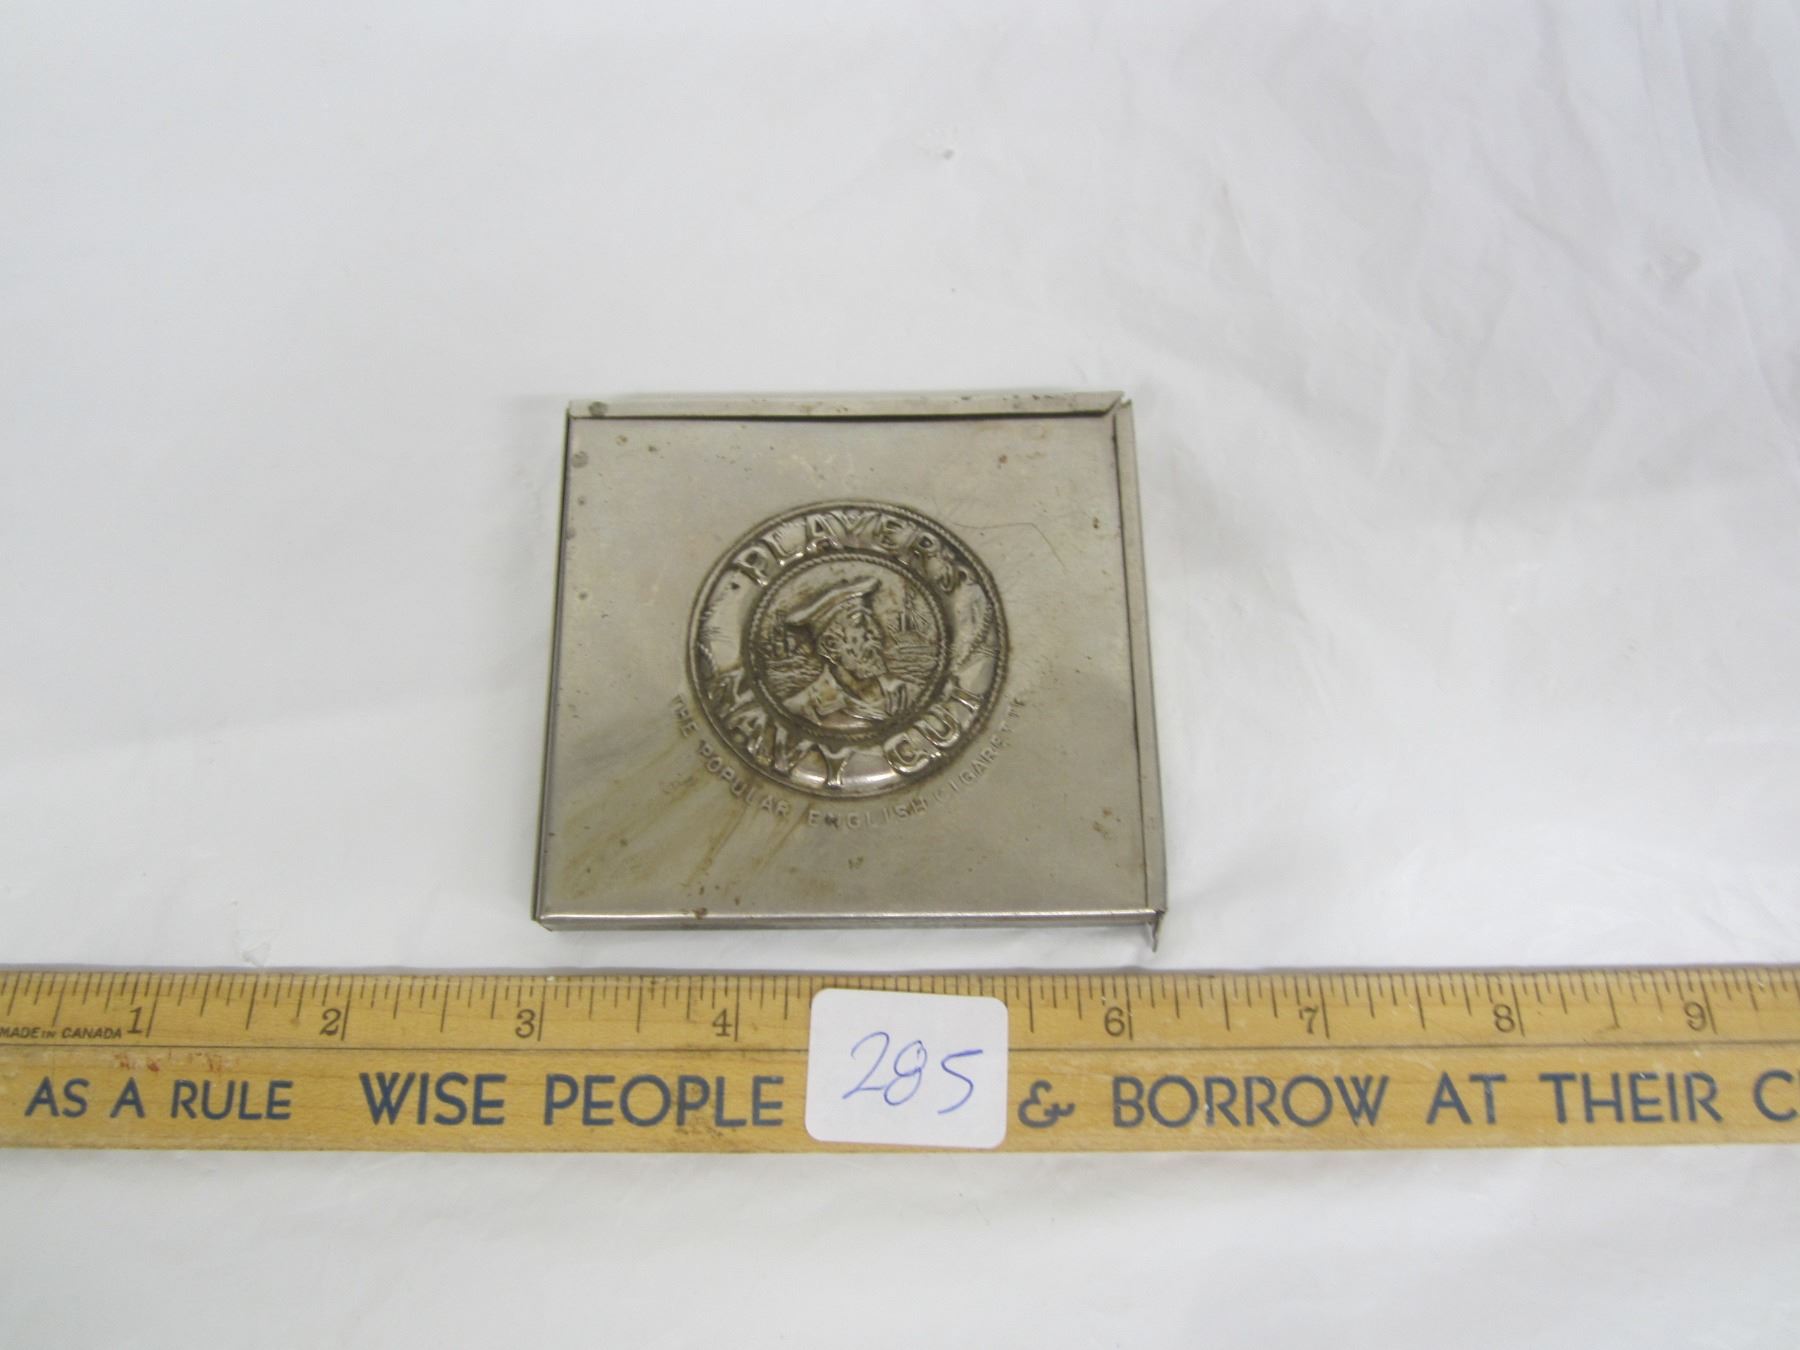 PLAYER'S
NAVY CUT
THE POPULAR ENGLISH CIGARETTE
1 2 3 4 6 7 8 9
MADE IN CANADA
AS A RULE WISE PEOPLE & BORROW AT THEIR
285